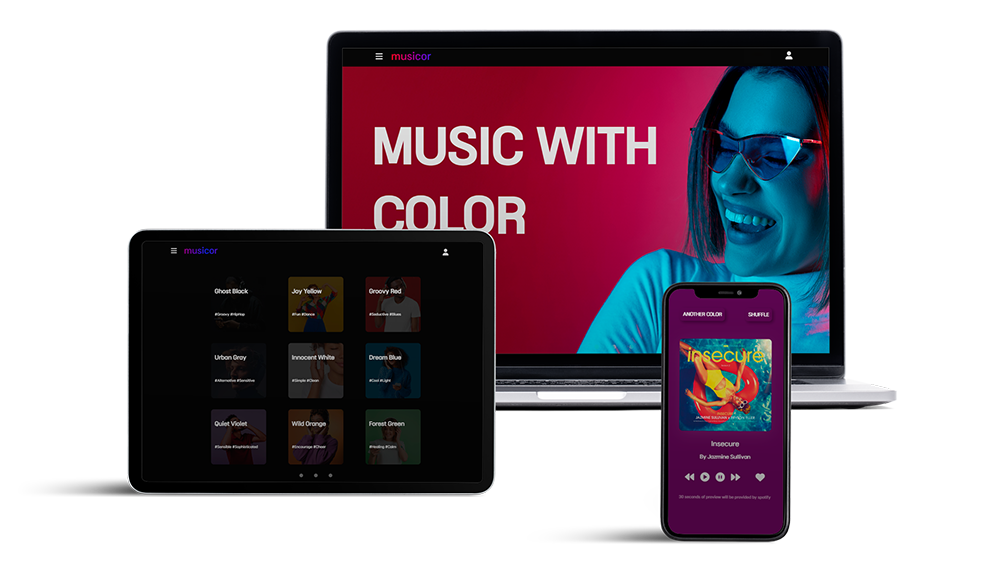 musicor
MUSIC WITH
COLOR
musicor
Ghost Black
#Groovy #HipHop
Joy Yellow
#Fun #Dance
Groovy Red
#Seductive #Blues
Urban Gray
#Alternative #Sensitive
Innocent White
#Simple #Clean
Dream Blue
#Cool #Light
Quiet Violet
#Sensible #Sophisticated
Wild Orange
#Encourage #Cheer
Forest Green
#Healing #Calm
ANOTHER COLOR
SHUFFLE
insecure
JAZMINE SULLIVAN
Insecure
By Jazmine Sullivan
30 seconds of preview will be provided by spotify